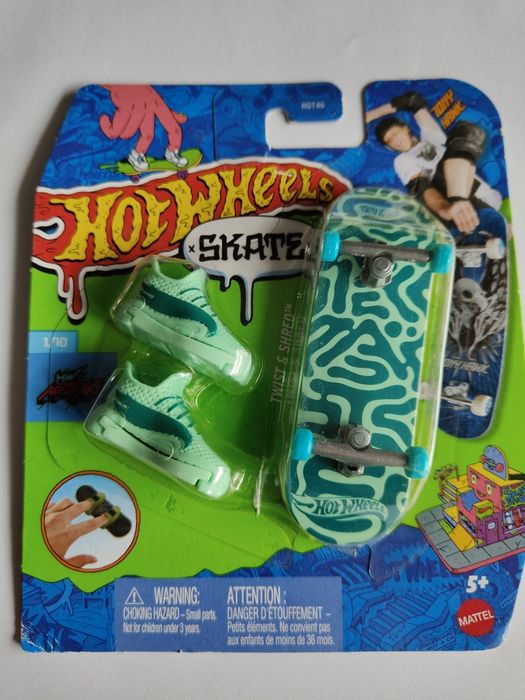 HGT46
TONY
HAWK
HOT WHEELS
SKATE
1/10
HW
TWIST & SHRED™
HOT WHEELS
5+
MATTEL
WARNING:
CHOKING HAZARD – Small parts.
Not for children under 3 years.
ATTENTION :
DANGER D'ÉTOUFFEMENT –
Petits éléments. Ne convient pas
aux enfants de moins de 36 mois.